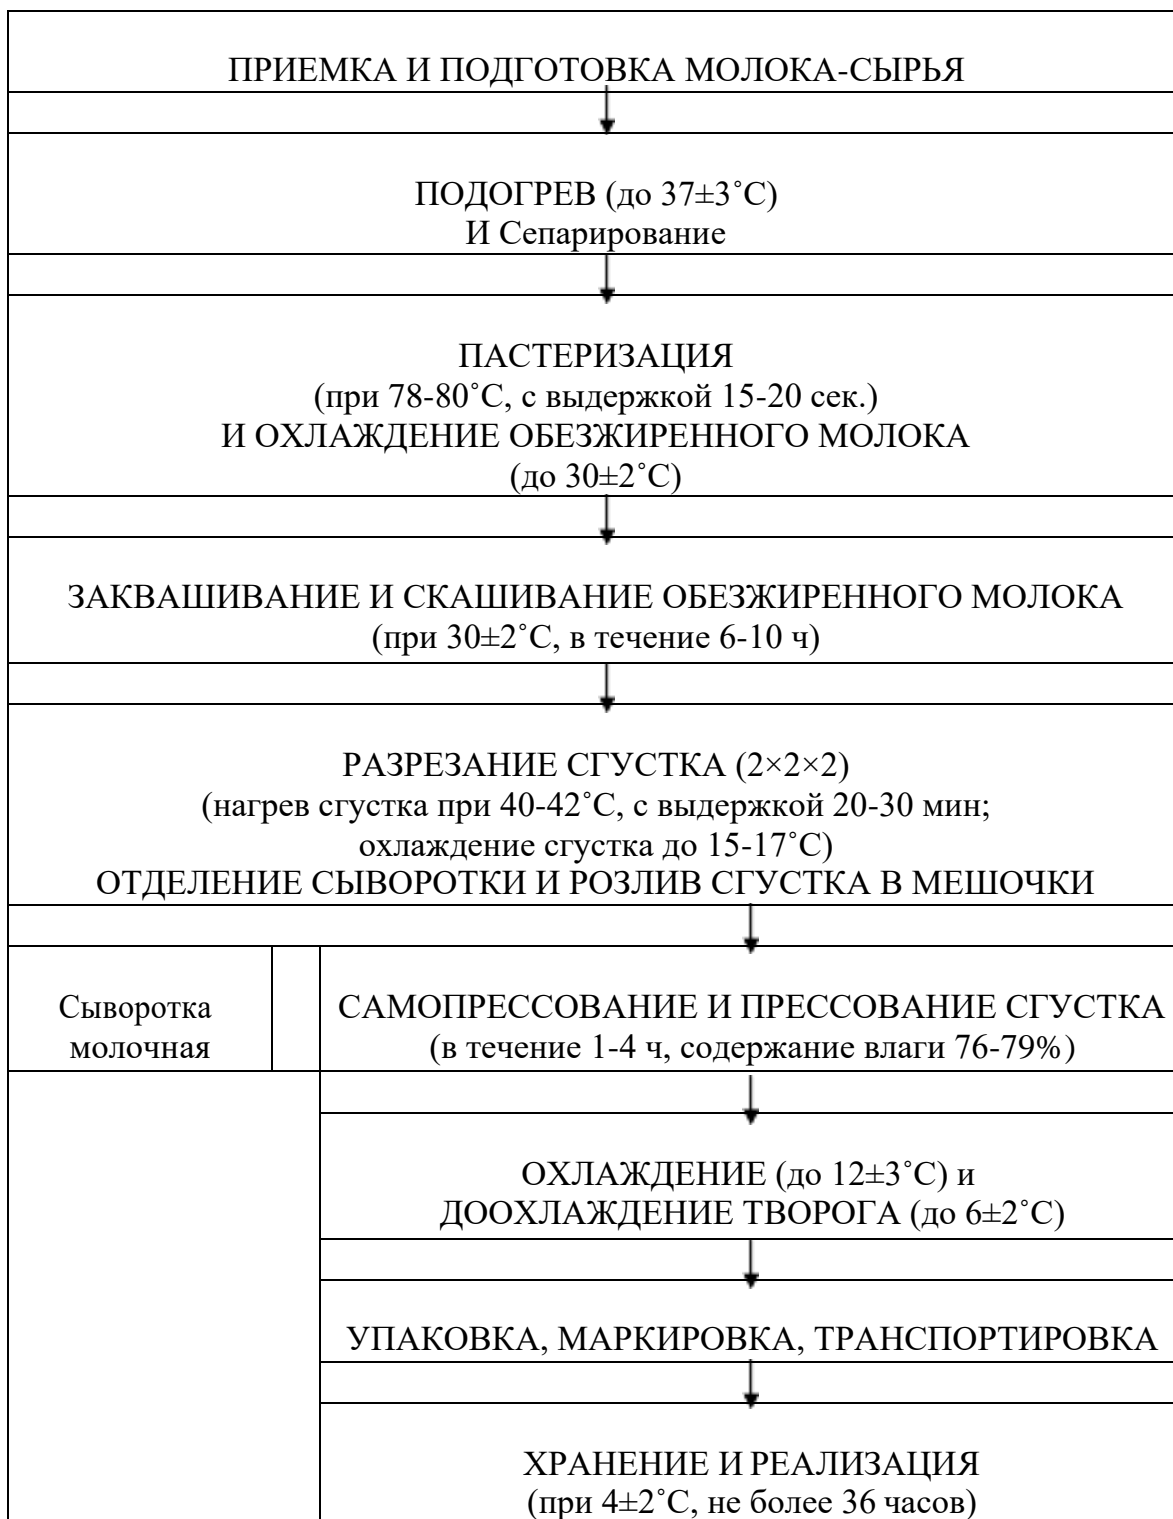 ПРИЕМКА И ПОДГОТОВКА МОЛОКА-СЫРЬЯ
ПОДОГРЕВ (до 37±3˚С)
И Сепарирование
ПАСТЕРИЗАЦИЯ
(при 78-80˚С, с выдержкой 15-20 сек.)
И ОХЛАЖДЕНИЕ ОБЕЗЖИРЕННОГО МОЛОКА
(до 30±2˚С)
ЗАКВАШИВАНИЕ И СКАШИВАНИЕ ОБЕЗЖИРЕННОГО МОЛОКА
(при 30±2˚С, в течение 6-10 ч)
РАЗРЕЗАНИЕ СГУСТКА (2×2×2)
(нагрев сгустка при 40-42˚С, с выдержкой 20-30 мин;
охлаждение сгустка до 15-17˚С)
ОТДЕЛЕНИЕ СЫВОРОТКИ И РОЗЛИВ СГУСТКА В МЕШОЧКИ
Сыворотка
молочная
САМОПРЕССОВАНИЕ И ПРЕССОВАНИЕ СГУСТКА
(в течение 1-4 ч, содержание влаги 76-79%)
ОХЛАЖДЕНИЕ (до 12±3˚С) и
ДООХЛАЖДЕНИЕ ТВОРОГА (до 6±2˚С)
УПАКОВКА, МАРКИРОВКА, ТРАНСПОРТИРОВКА
ХРАНЕНИЕ И РЕАЛИЗАЦИЯ
(при 4±2˚С, не более 36 часов)